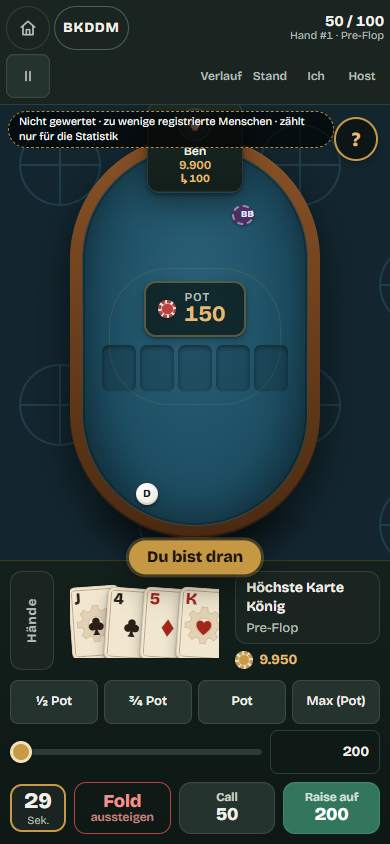 BKDDM
50 / 100
Hand #1 · Pre-Flop
Verlauf Stand Ich Host
Nicht gewertet · zu wenige registrierte Menschen · zählt
nur für die Statistik
?
Ben
9.900
100
BB
POT
150
D
Du bist dran
Hände
J
4
5
K
Höchste Karte
König
Pre-Flop
9.950
½ Pot
¾ Pot
Pot
Max (Pot)
200
29
Sek.
Fold
aussteigen
Call
50
Raise auf
200